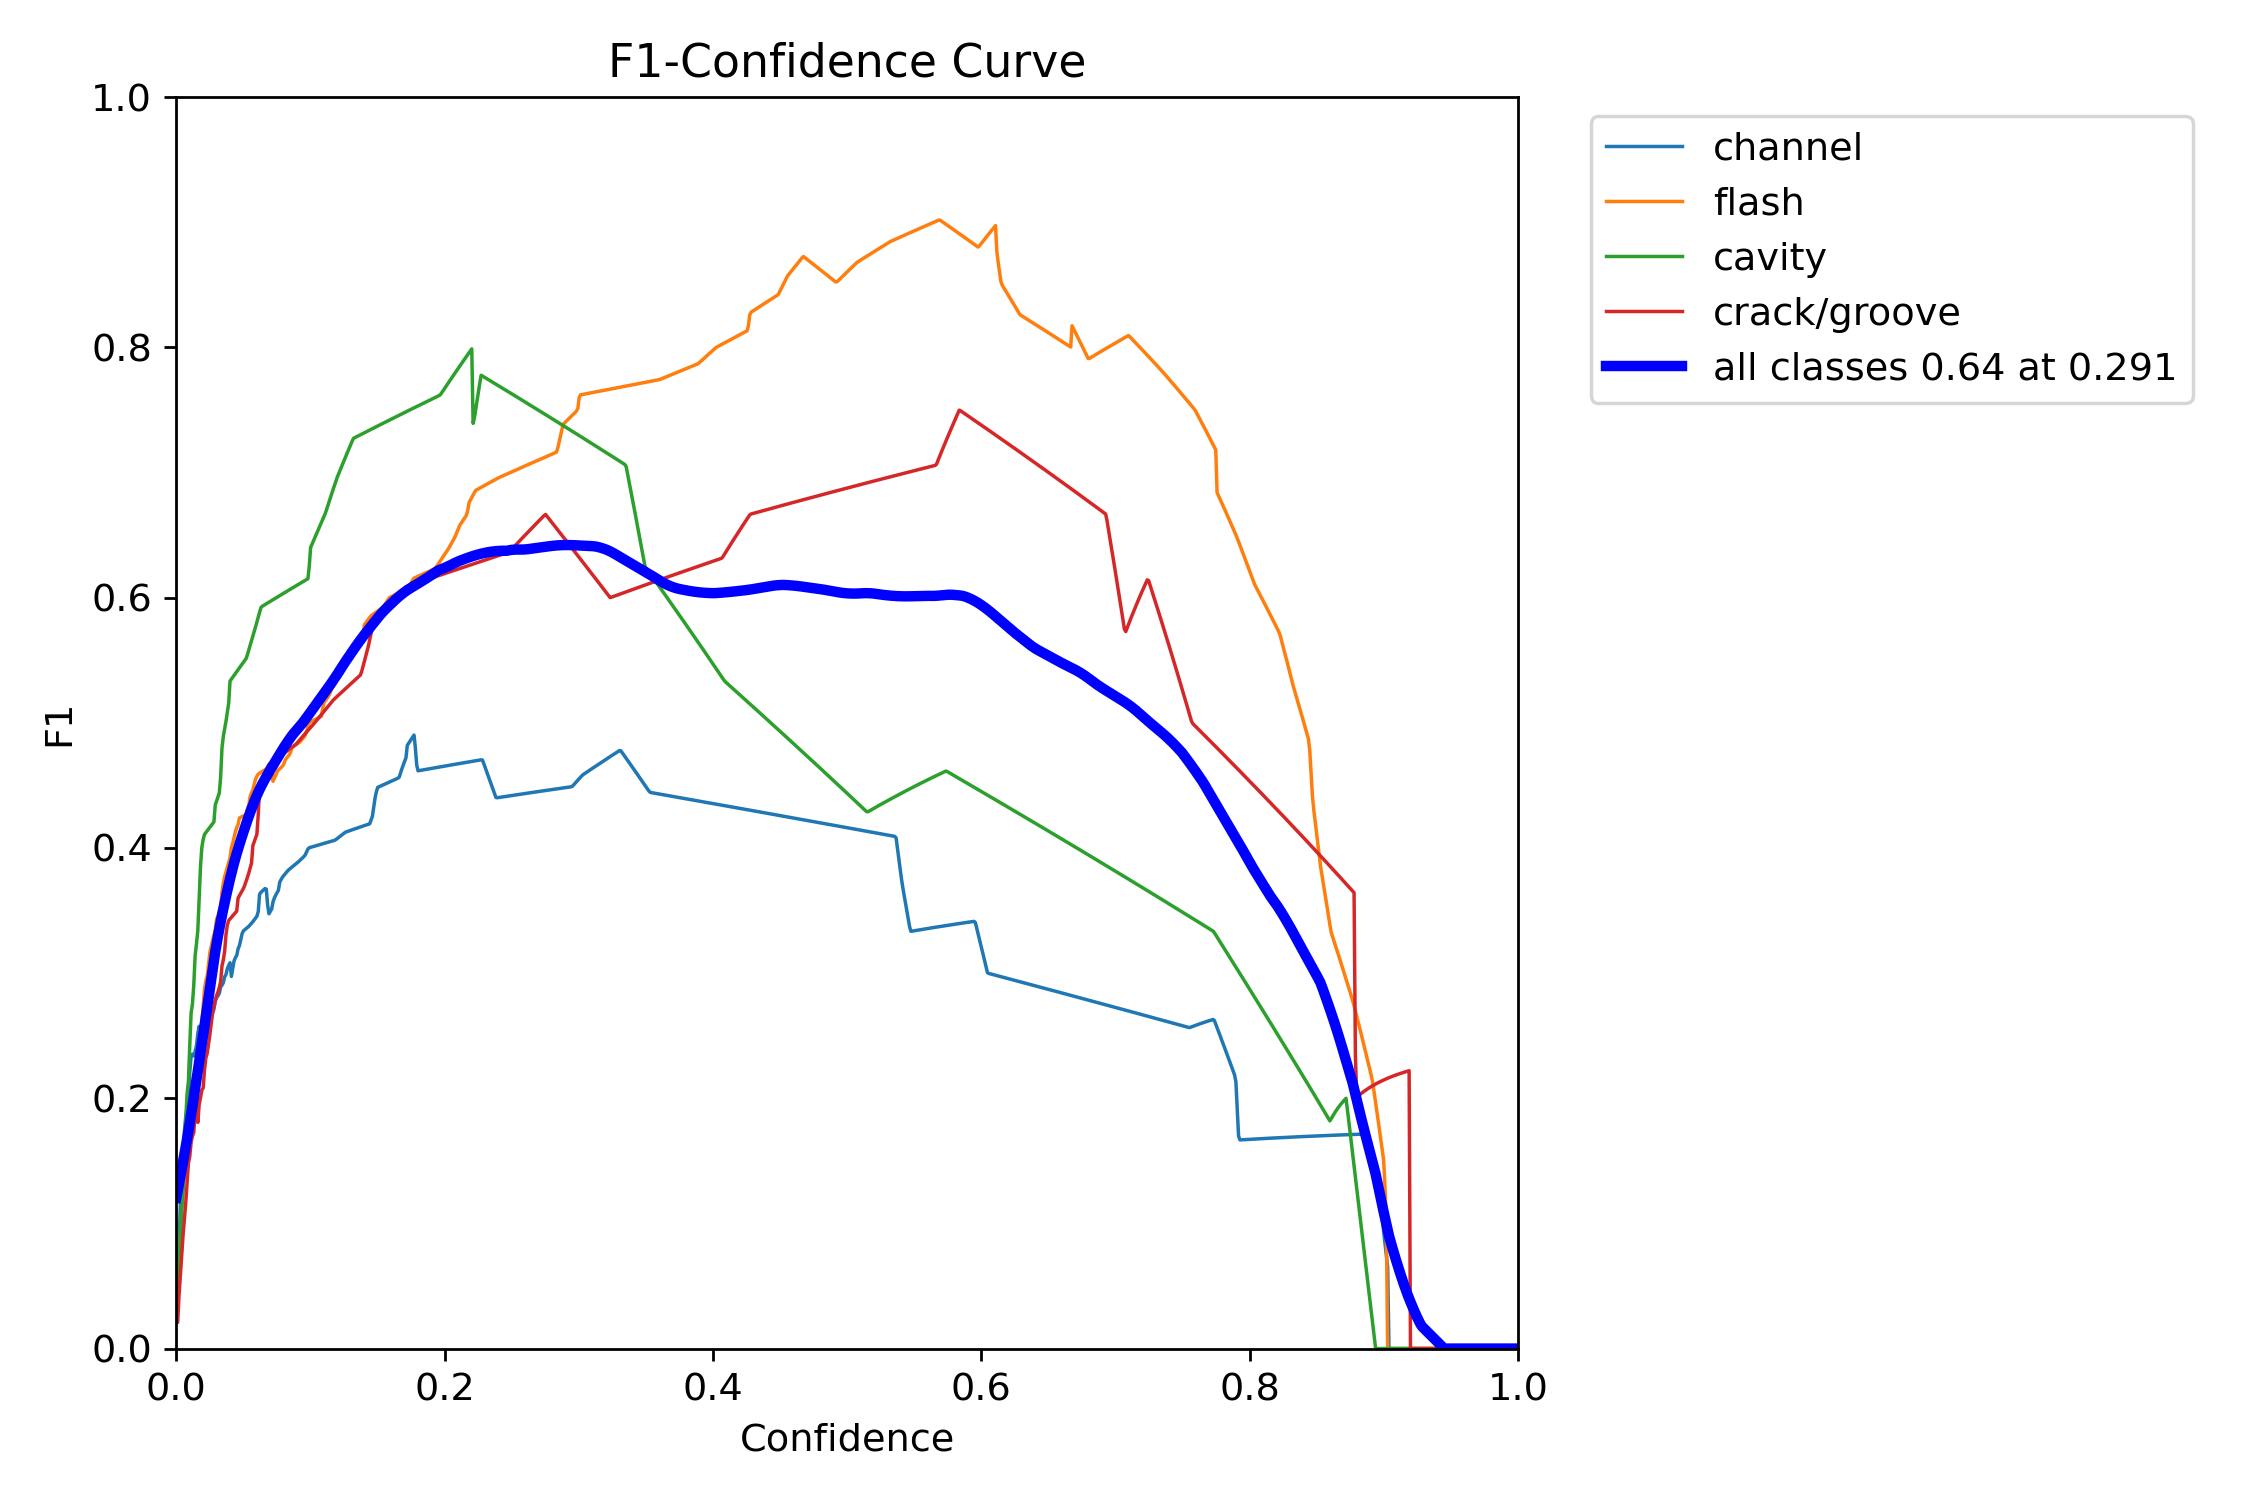 F1-Confidence Curve
1.0
0.8
0.6
0.4
0.2
0.0
F1
0.0 0.2 0.4 0.6 0.8 1.0
Confidence
channel
flash
cavity
crack/groove
all classes 0.64 at 0.291